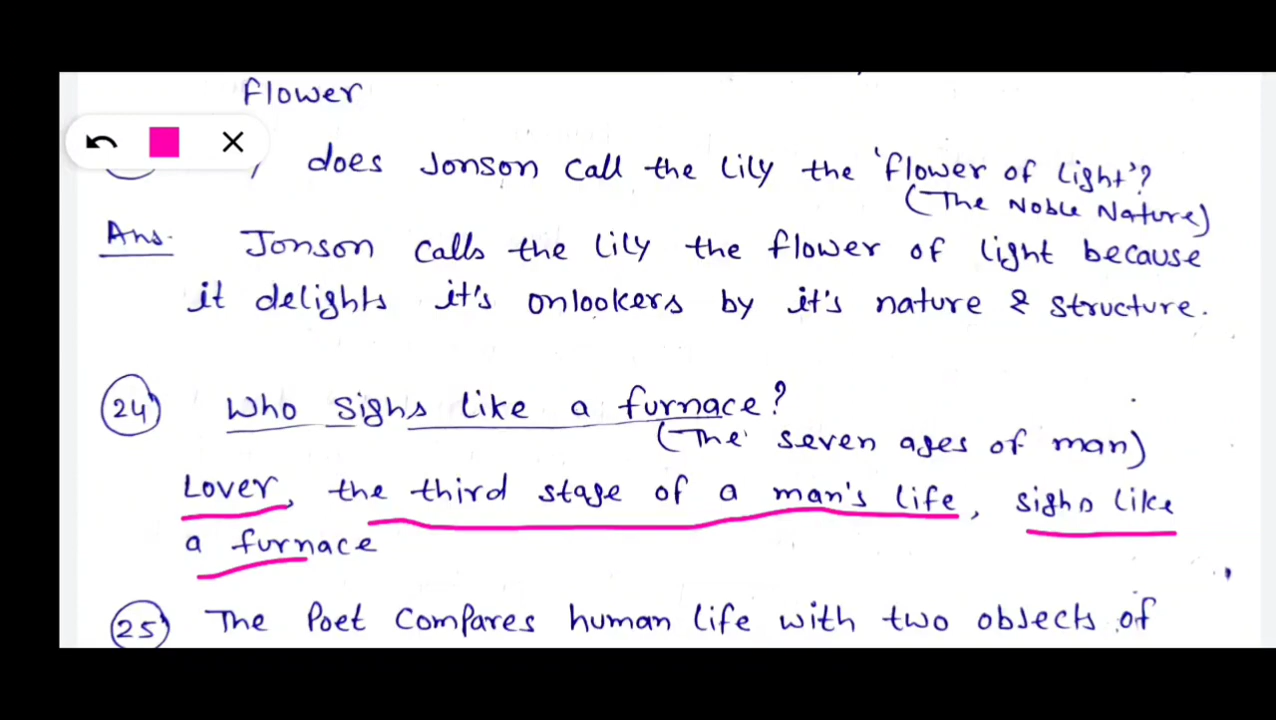 flower
does Jonson call the lily the 'flower of light'?
(The Noble Nature)
Ans. Jonson calls the lily the flower of light because
it delights it's onlookers by it's nature & structure.
24 Who sighs like a furnace?
(The seven ages of man)
Lover, the third stage of a man's life, sighs like
a furnace
25 The Poet compares human life with two objects of